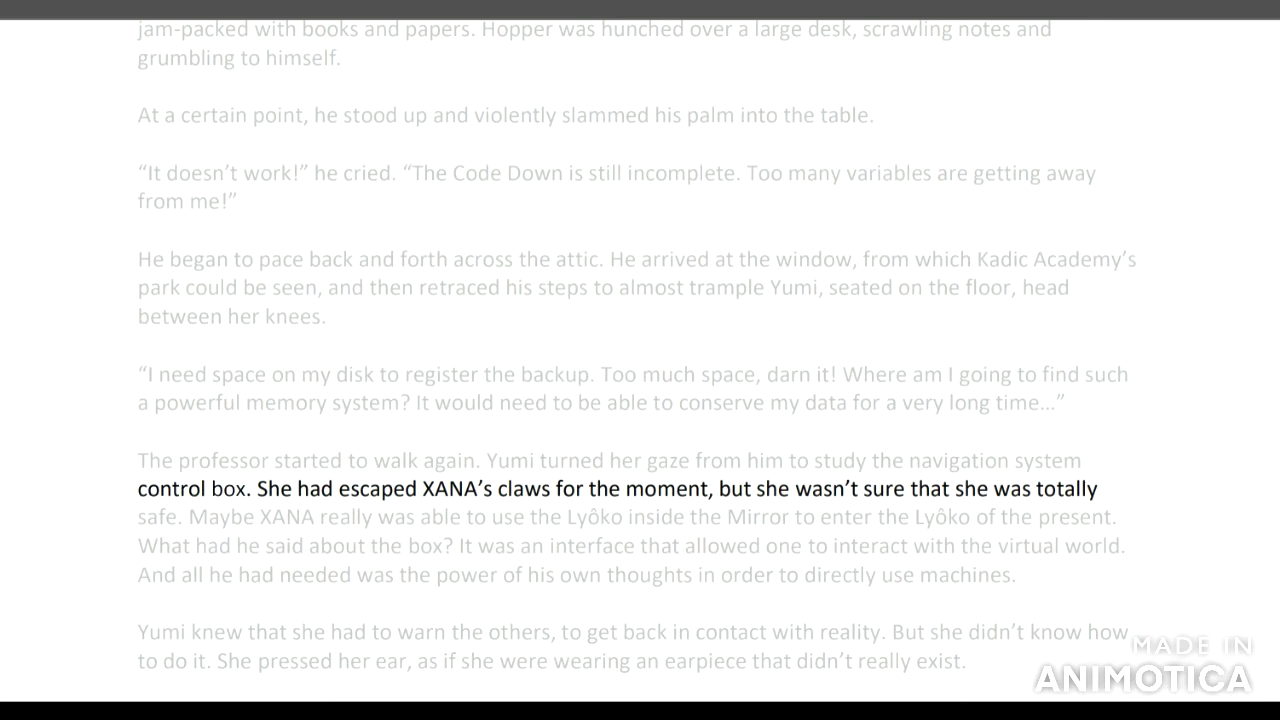 jam-packed with books and papers. Hopper was hunched over a large desk, scrawling notes and
grumbling to himself.
At a certain point, he stood up and violently slammed his palm into the table.
“It doesn’t work!” he cried. “The Code Down is still incomplete. Too many variables are getting away
from me!”
He began to pace back and forth across the attic. He arrived at the window, from which Kadic Academy’s
park could be seen, and then retraced his steps to almost trample Yumi, seated on the floor, head
between her knees.
“I need space on my disk to register the backup. Too much space, darn it! Where am I going to find such
a powerful memory system? It would need to be able to conserve my data for a very long time…”
The professor started to walk again. Yumi turned her gaze from him to study the navigation system
control box. She had escaped XANA’s claws for the moment, but she wasn’t sure that she was totally
safe. Maybe XANA really was able to use the Lyôko inside the Mirror to enter the Lyôko of the present.
What had he said about the box? It was an interface that allowed one to interact with the virtual world.
And all he had needed was the power of his own thoughts in order to directly use machines.
Yumi knew that she had to warn the others, to get back in contact with reality. But she didn’t know how
to do it. She pressed her ear, as if she were wearing an earpiece that didn’t really exist.
MADE IN
ANIMOTICA